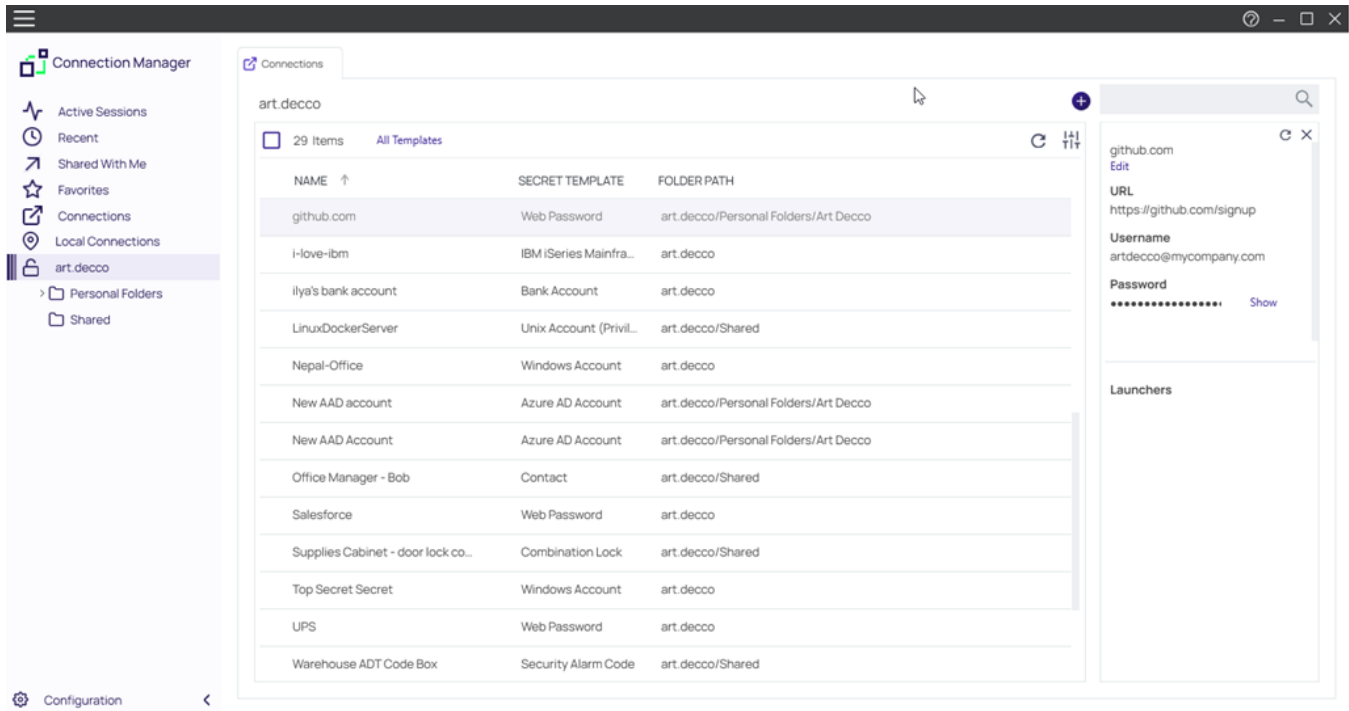 Connection Manager
Active Sessions
Recent
Shared With Me
Favorites
Connections
Local Connections
art.decco
Personal Folders
Shared
Configuration
Connections
art.decco
29 Items All Templates
NAME SECRET TEMPLATE FOLDER PATH
github.com Web Password art.decco/Personal Folders/Art Decco
i-love-ibm IBM iSeries Mainfra... art.decco
ilya's bank account Bank Account art.decco
LinuxDockerServer Unix Account (Privil... art.decco/Shared
Nepal-Office Windows Account art.decco
New AAD account Azure AD Account art.decco/Personal Folders/Art Decco
New AAD Account Azure AD Account art.decco/Personal Folders/Art Decco
Office Manager - Bob Contact art.decco/Shared
Salesforce Web Password art.decco
Supplies Cabinet - door lock co... Combination Lock art.decco/Shared
Top Secret Secret Windows Account art.decco
UPS Web Password art.decco
Warehouse ADT Code Box Security Alarm Code art.decco/Shared
github.com
Edit
URL
https://github.com/signup
Username
artdecco@mycompany.com
Password
Show
Launchers